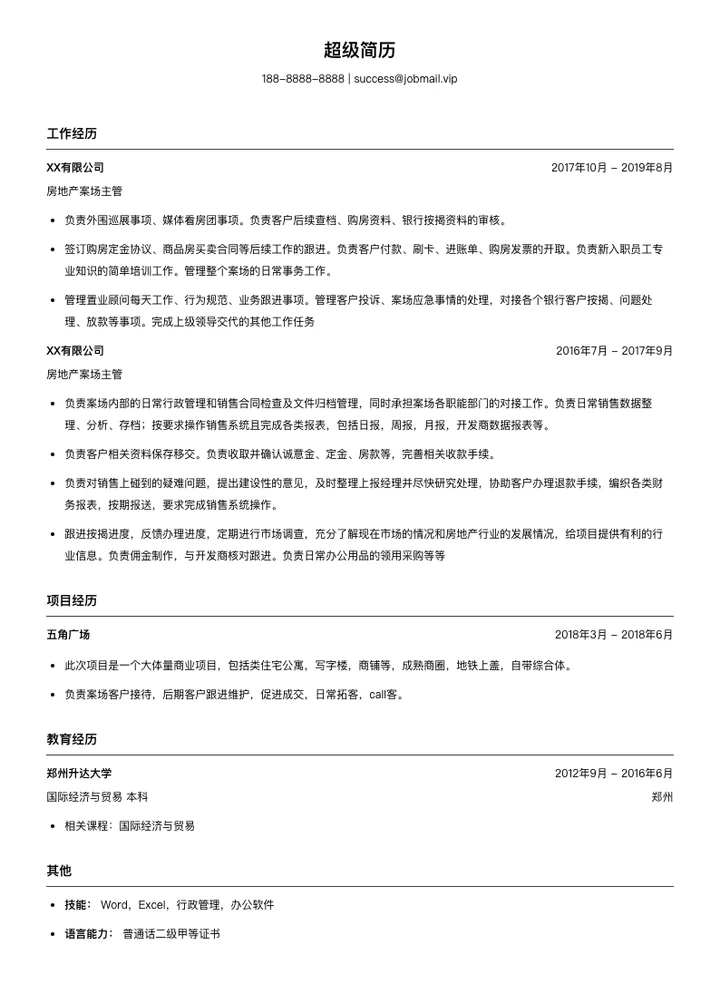 超级简历
188-8888-8888 | success@jobmail.vip
工作经历
XX有限公司 2017年10月 – 2019年8月
房地产案场主管
• 负责外围巡展事项、媒体看房团事项。负责客户后续查档、购房资料、银行按揭资料的审核。
• 签订购房定金协议、商品房买卖合同等后续工作的跟进。负责客户付款、刷卡、进账单、购房发票的开取。负责新入职员工专
业知识的简单培训工作。管理整个案场的日常事务工作。
• 管理置业顾问每天工作、行为规范、业务跟进事项。管理客户投诉、案场应急事情的处理，对接各个银行客户按揭、问题处
理、放款等事项。完成上级领导交代的其他工作任务
XX有限公司 2016年7月 – 2017年9月
房地产案场主管
• 负责案场内部的日常行政管理和销售合同检查及文件归档管理，同时承担案场各职能部门的对接工作。负责日常销售数据整
理、分析、存档；按要求操作销售系统且完成各类报表，包括日报，周报，月报，开发商数据报表等。
• 负责客户相关资料保存移交。负责收取并确认诚意金、定金、房款等，完善相关收款手续。
• 负责对销售上碰到的疑难问题，提出建设性的意见，及时整理上报经理并尽快研究处理，协助客户办理退款手续，编织各类财
务报表，按期报送，要求完成销售系统操作。
• 跟进按揭进度，反馈办理进度，定期进行市场调查，充分了解现在市场的情况和房地产行业的发展情况，给项目提供有利的行
业信息。负责佣金制作，与开发商核对跟进。负责日常办公用品的领用采购等等
项目经历
五角广场 2018年3月 – 2018年6月
• 此次项目是一个大体量商业项目，包括类住宅公寓，写字楼，商铺等，成熟商圈，地铁上盖，自带综合体。
• 负责案场客户接待，后期客户跟进维护，促进成交，日常拓客，call客。
教育经历
郑州升达大学 2012年9月 – 2016年6月
国际经济与贸易 本科 郑州
• 相关课程：国际经济与贸易
其他
• 技能： Word，Excel，行政管理，办公软件
• 语言能力： 普通话二级甲等证书